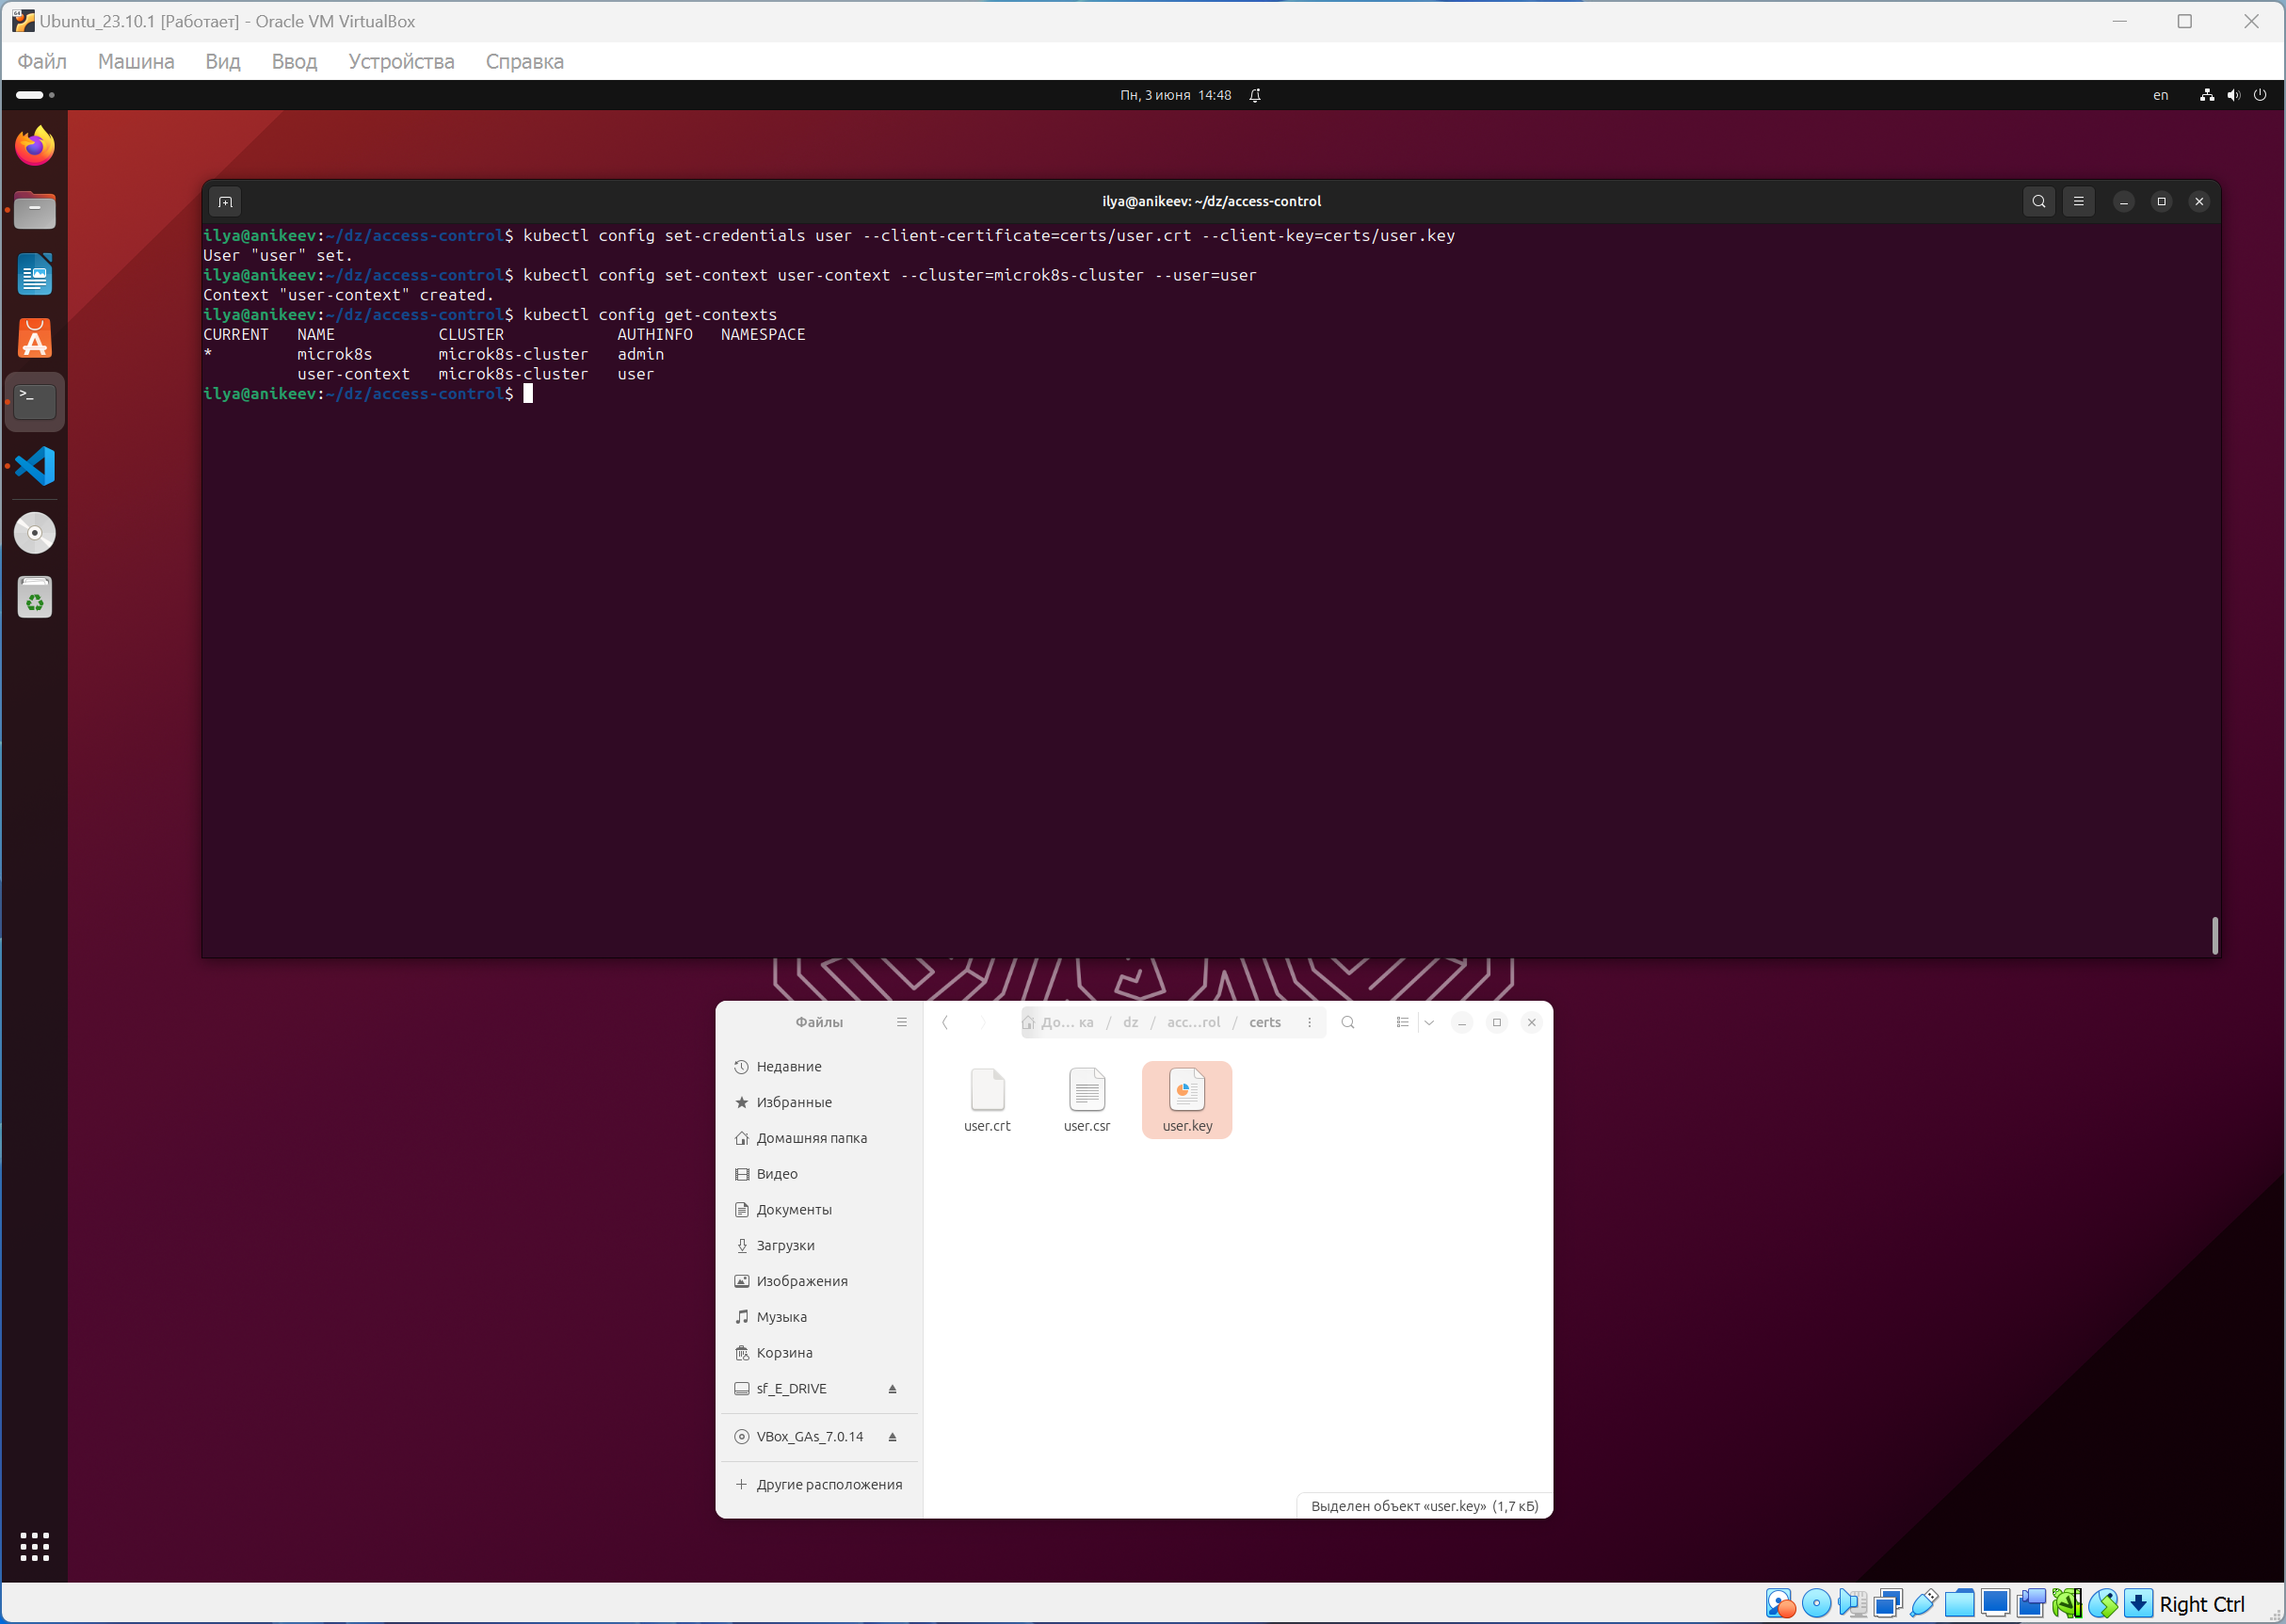 Ubuntu_23.10.1 [Работает] - Oracle VM VirtualBox
Файл Машина Вид Ввод Устройства Справка
Пн, 3 июня 14:48
en
ilya@anikeev: ~/dz/access-control
ilya@anikeev:~/dz/access-control$ kubectl config set-credentials user --client-certificate=certs/user.crt --client-key=certs/user.key
User "user" set.
ilya@anikeev:~/dz/access-control$ kubectl config set-context user-context --cluster=microk8s-cluster --user=user
Context "user-context" created.
ilya@anikeev:~/dz/access-control$ kubectl config get-contexts
CURRENT NAME CLUSTER AUTHINFO NAMESPACE
* microk8s microk8s-cluster admin
user-context microk8s-cluster user
ilya@anikeev:~/dz/access-control$
Файлы
До... ка / dz / acc...rol / certs
Недавние
Избранные
Домашняя папка
Видео
Документы
Загрузки
Изображения
Музыка
Корзина
sf_E_DRIVE
VBox_GAs_7.0.14
Другие расположения
user.crt
user.csr
user.key
Выделен объект «user.key» (1,7 кБ)
Right Ctrl